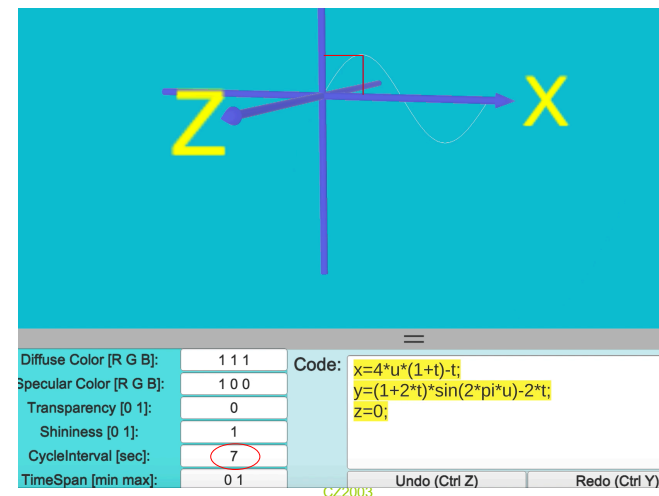 X
Z
Diffuse Color [R G B]: 1 1 1
Specular Color [R G B]: 1 0 0
Transparency [0 1]: 0
Shininess [0 1]: 1
CycleInterval [sec]: 7
TimeSpan [min max]: 0 1
Code:
x=4*u*(1+t)-t;
y=(1+2*t)*sin(2*pi*u)-2*t;
z=0;
Undo (Ctrl Z) Redo (Ctrl Y)
CZ2003